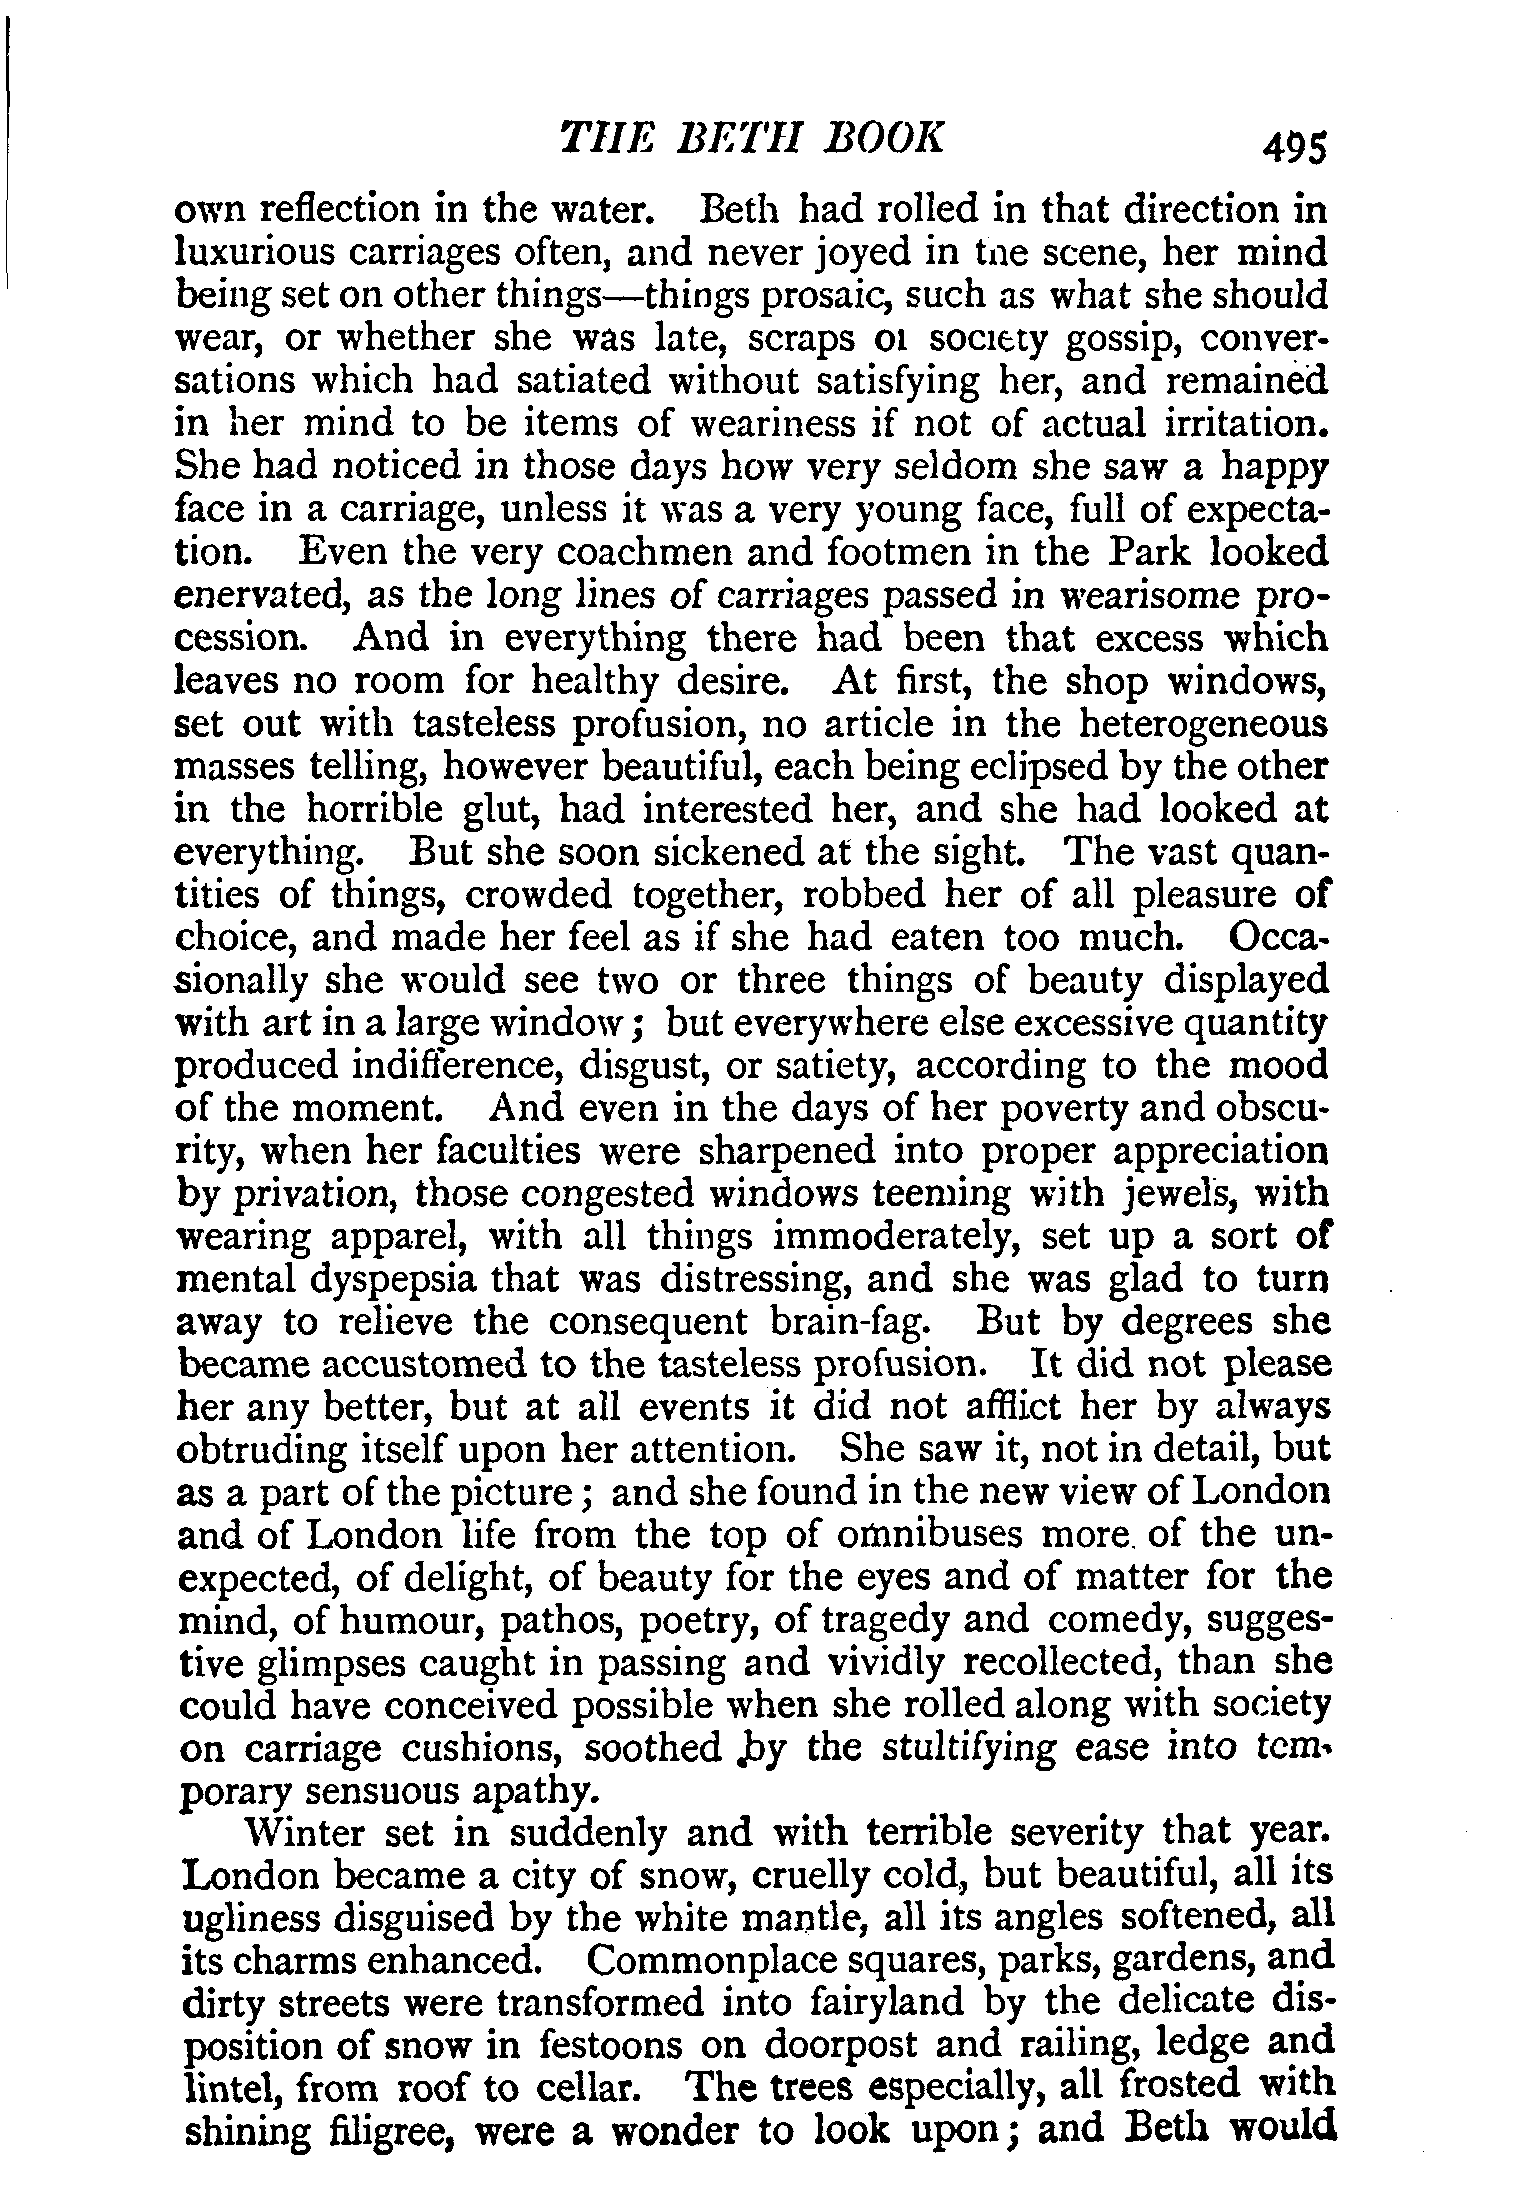 THE BETH BOOK 495
own reflection in the water. Beth had rolled in that direction in
luxurious carriages often, and never joyed in the scene, her mind
being set on other things—things prosaic, such as what she should
wear, or whether she was late, scraps of society gossip, conver-
sations which had satiated without satisfying her, and remained
in her mind to be items of weariness if not of actual irritation.
She had noticed in those days how very seldom she saw a happy
face in a carriage, unless it was a very young face, full of expecta-
tion. Even the very coachmen and footmen in the Park looked
enervated, as the long lines of carriages passed in wearisome pro-
cession. And in everything there had been that excess which
leaves no room for healthy desire. At first, the shop windows,
set out with tasteless profusion, no article in the heterogeneous
masses telling, however beautiful, each being eclipsed by the other
in the horrible glut, had interested her, and she had looked at
everything. But she soon sickened at the sight. The vast quan-
tities of things, crowded together, robbed her of all pleasure of
choice, and made her feel as if she had eaten too much. Occa-
sionally she would see two or three things of beauty displayed
with art in a large window; but everywhere else excessive quantity
produced indifference, disgust, or satiety, according to the mood
of the moment. And even in the days of her poverty and obscu-
rity, when her faculties were sharpened into proper appreciation
by privation, those congested windows teeming with jewels, with
wearing apparel, with all things immoderately, set up a sort of
mental dyspepsia that was distressing, and she was glad to turn
away to relieve the consequent brain-fag. But by degrees she
became accustomed to the tasteless profusion. It did not please
her any better, but at all events it did not afflict her by always
obtruding itself upon her attention. She saw it, not in detail, but
as a part of the picture; and she found in the new view of London
and of London life from the top of omnibuses more of the un-
expected, of delight, of beauty for the eyes and of matter for the
mind, of humour, pathos, poetry, of tragedy and comedy, sugges-
tive glimpses caught in passing and vividly recollected, than she
could have conceived possible when she rolled along with society
on carriage cushions, soothed by the stultifying ease into tem-
porary sensuous apathy.
Winter set in suddenly and with terrible severity that year.
London became a city of snow, cruelly cold, but beautiful, all its
ugliness disguised by the white mantle, all its angles softened, all
its charms enhanced. Commonplace squares, parks, gardens, and
dirty streets were transformed into fairyland by the delicate dis-
position of snow in festoons on doorpost and railing, ledge and
lintel, from roof to cellar. The trees especially, all frosted with
shining filigree, were a wonder to look upon; and Beth would